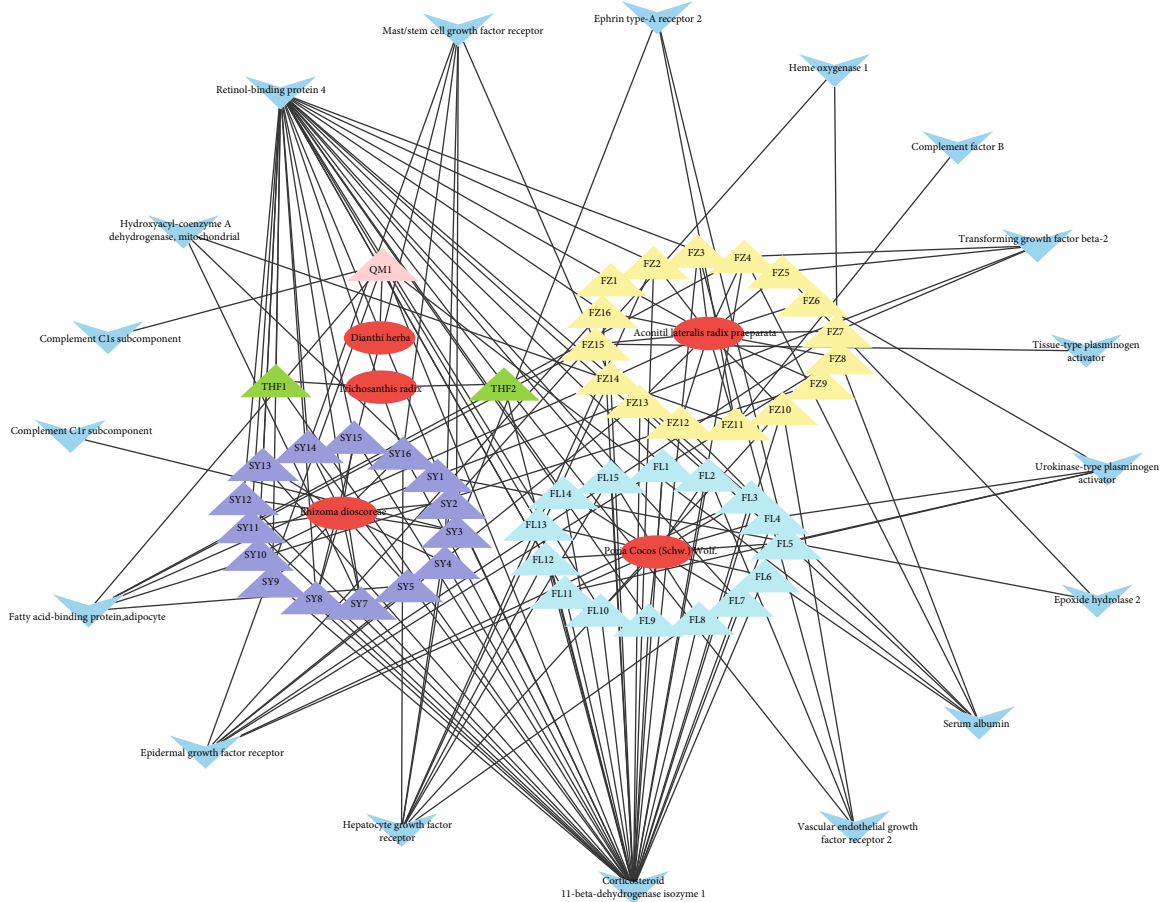 Ephrin type-A receptor 2
Mast/stem cell growth factor receptor
Heme oxygenase 1
Retinol-binding protein 4
Complement factor B
Hydroxyacyl-coenzyme A
dehydrogenase, mitochondrial
Transforming growth factor beta-2
QM1
FZ1
FZ2
FZ3
FZ4
FZ5
FZ6
FZ7
FZ8
FZ9
FZ10
FZ11
FZ12
FZ13
FZ14
FZ15
FZ16
Aconitil lateralis radix praeparata
Complement C1s subcomponent
Dianthi herba
Tissue-type plasminogen
activator
THF1
Trichosanthis radix
THF2
Complement C1r subcomponent
SY15
SY16
SY1
SY2
SY3
SY4
SY5
SY7
SY8
SY9
SY10
SY11
SY12
SY13
SY14
Rhizoma dioscoreae
Urokinase-type plasminogen
activator
FL1
FL2
FL3
FL4
FL5
FL6
FL7
FL8
FL9
FL10
FL11
FL12
FL13
FL14
FL15
Poria Cocos (Schw.) Wolf.
Fatty acid-binding protein,adipocyte
Epoxide hydrolase 2
Serum albumin
Epidermal growth factor receptor
Hepatocyte growth factor
receptor
Vascular endothelial growth
factor receptor 2
Corticosteroid
11-beta-dehydrogenase isozyme 1